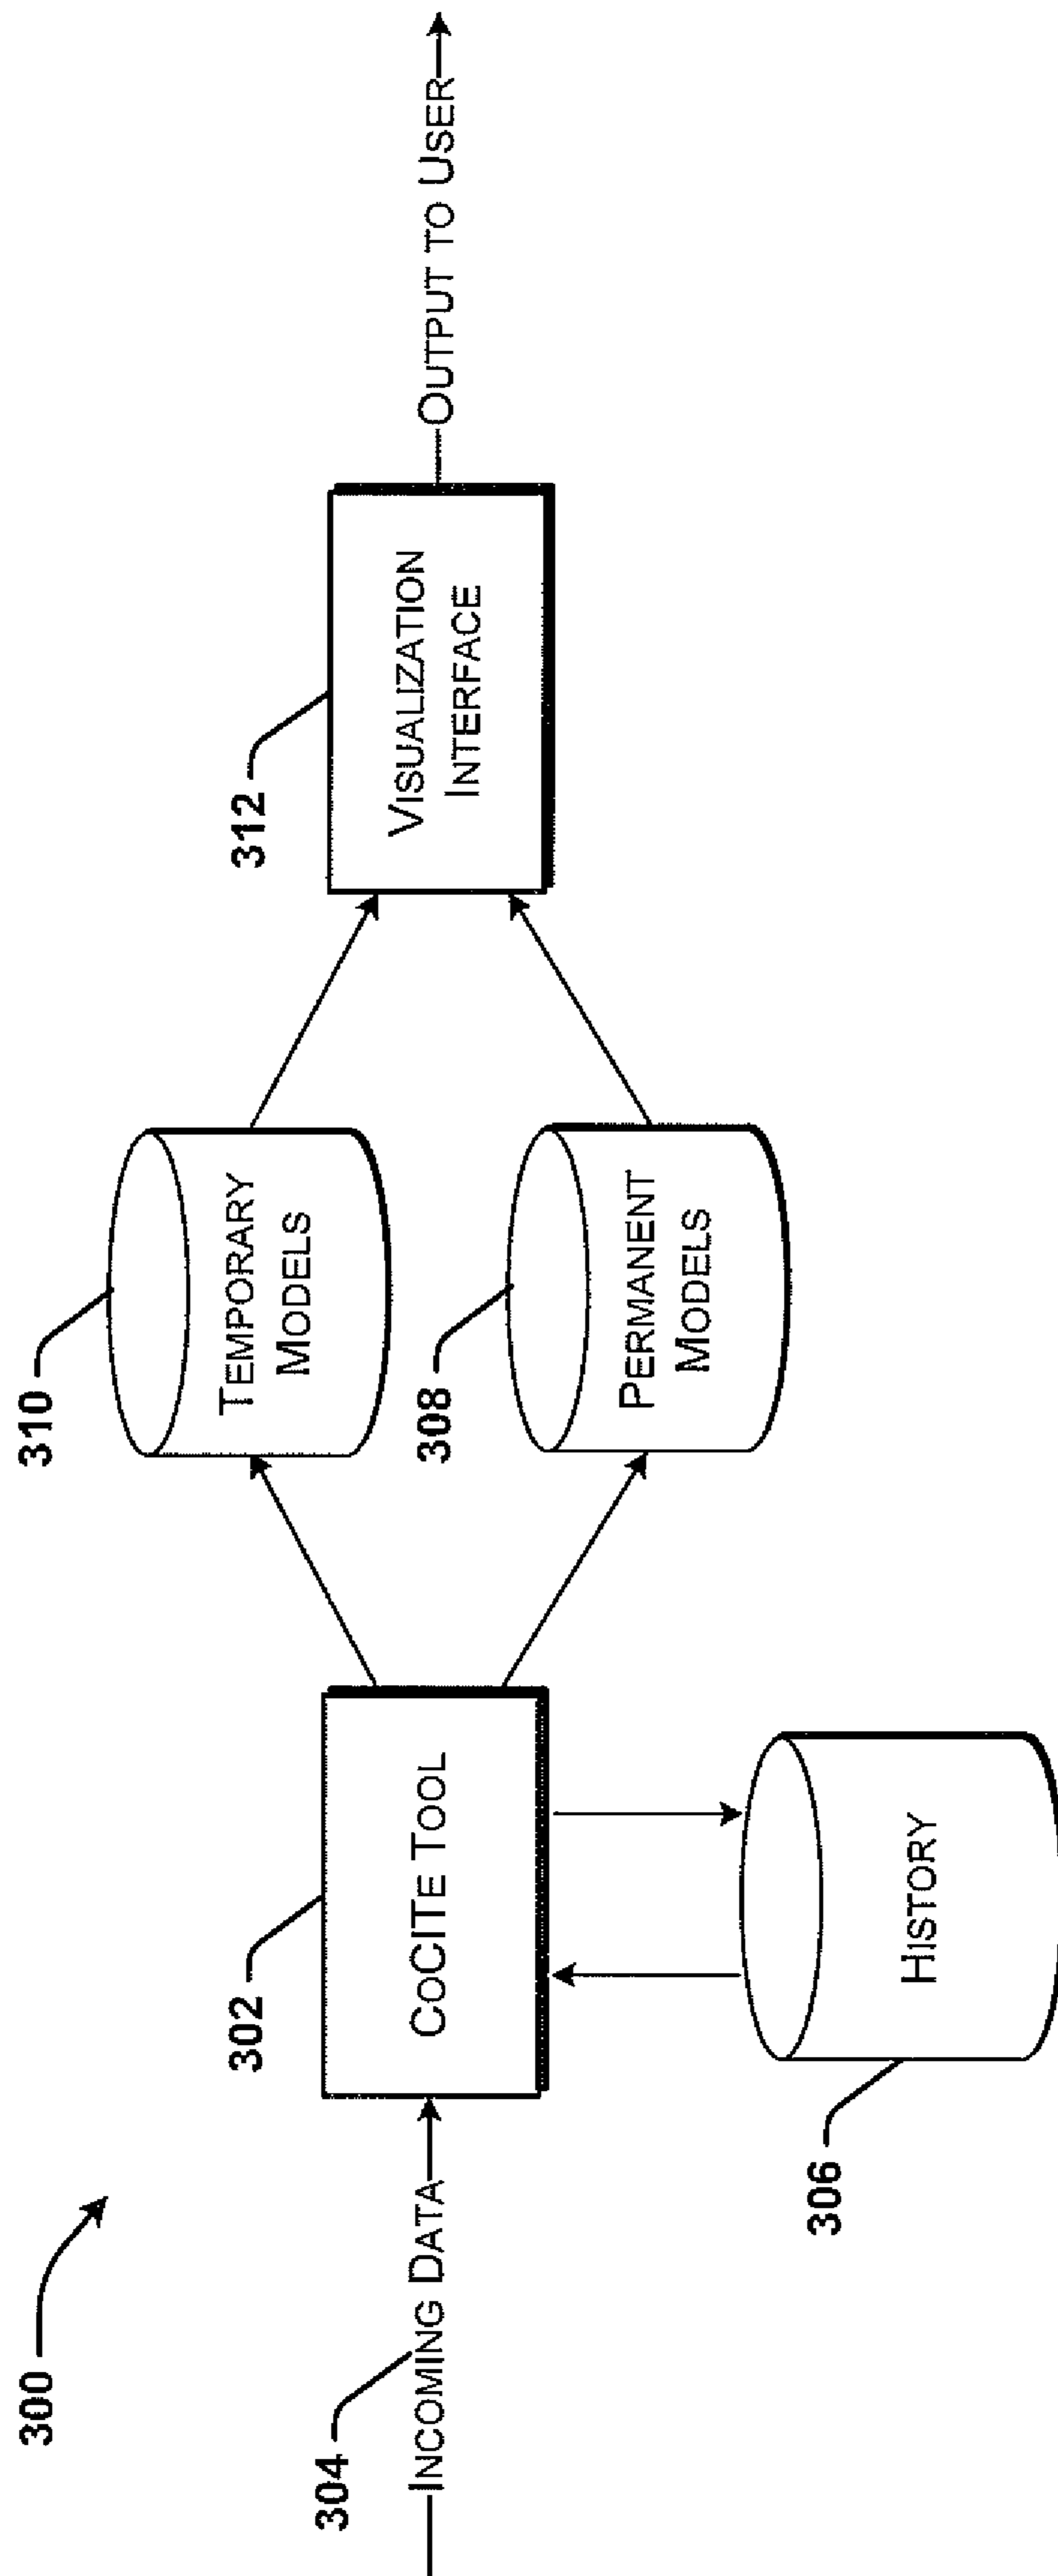 300
304
INCOMING DATA
302
COCITE TOOL
306
HISTORY
310
TEMPORARY
MODELS
308
PERMANENT
MODELS
312
VISUALIZATION
INTERFACE
OUTPUT TO USER